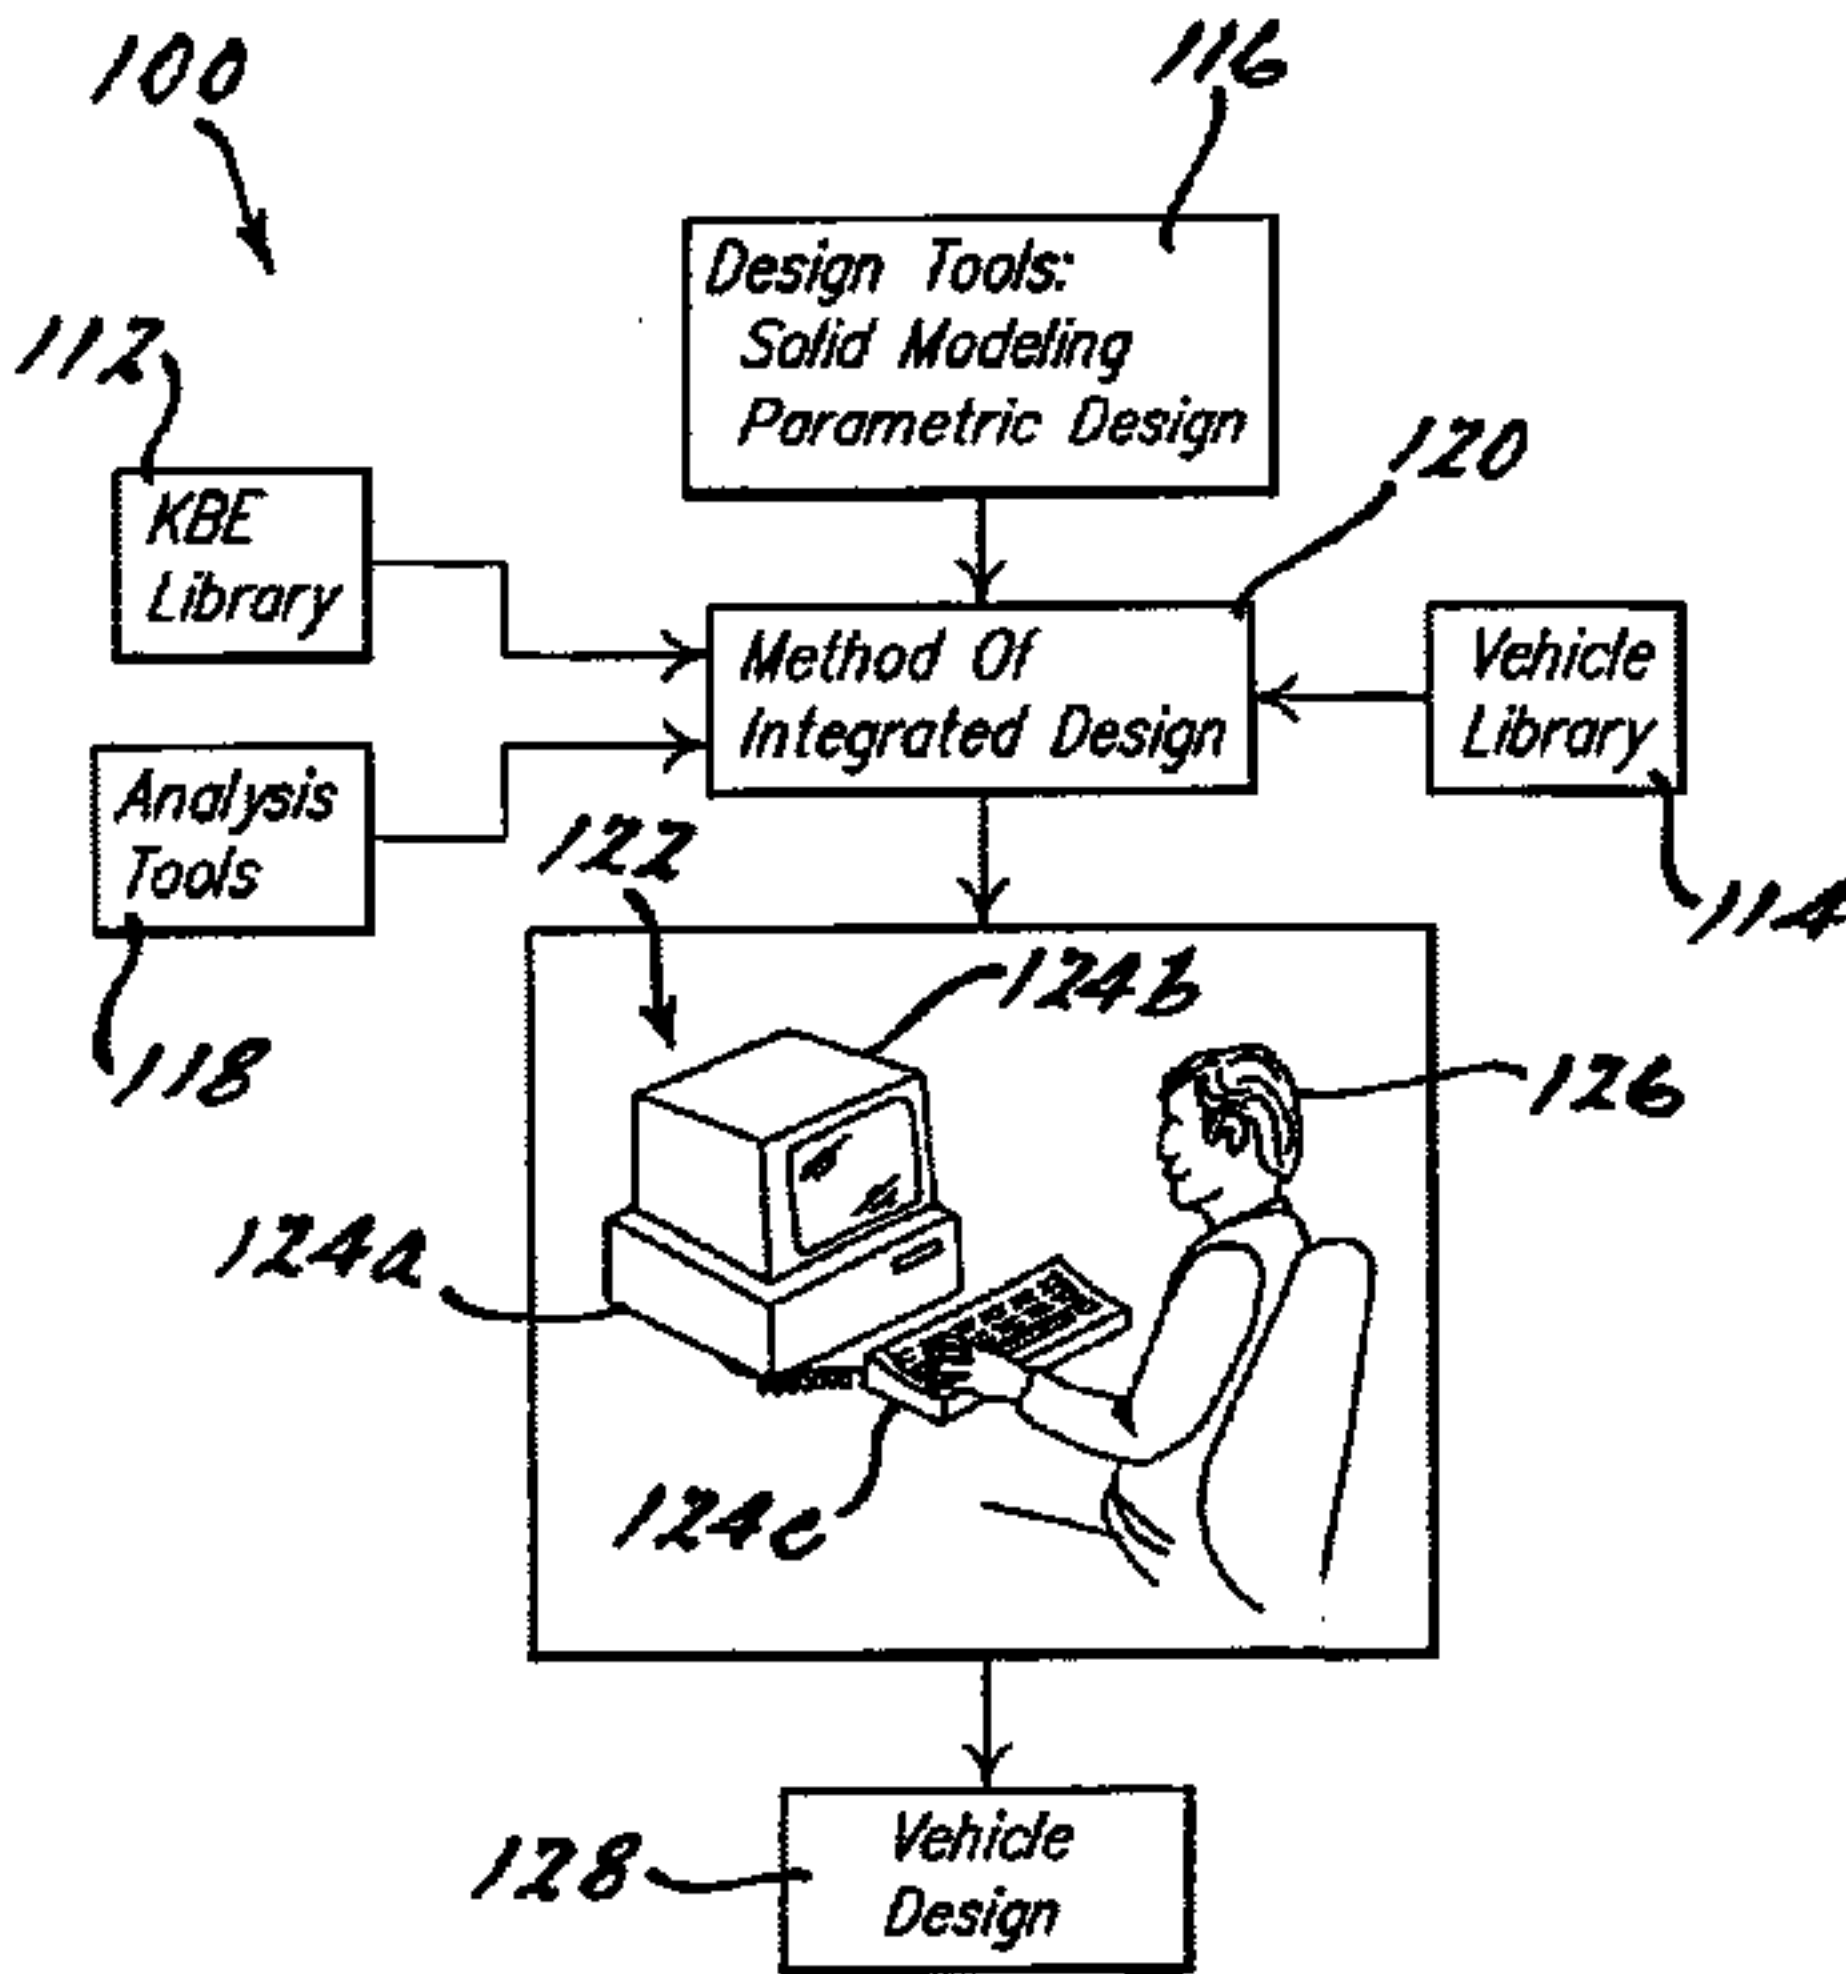 100
116
Design Tools:
Solid Modeling
Parametric Design
112
120
KBE
Library
Method Of
Integrated Design
Vehicle
Library
Analysis
Tools
122
114
124b
118
126
124a
124c
128
Vehicle
Design